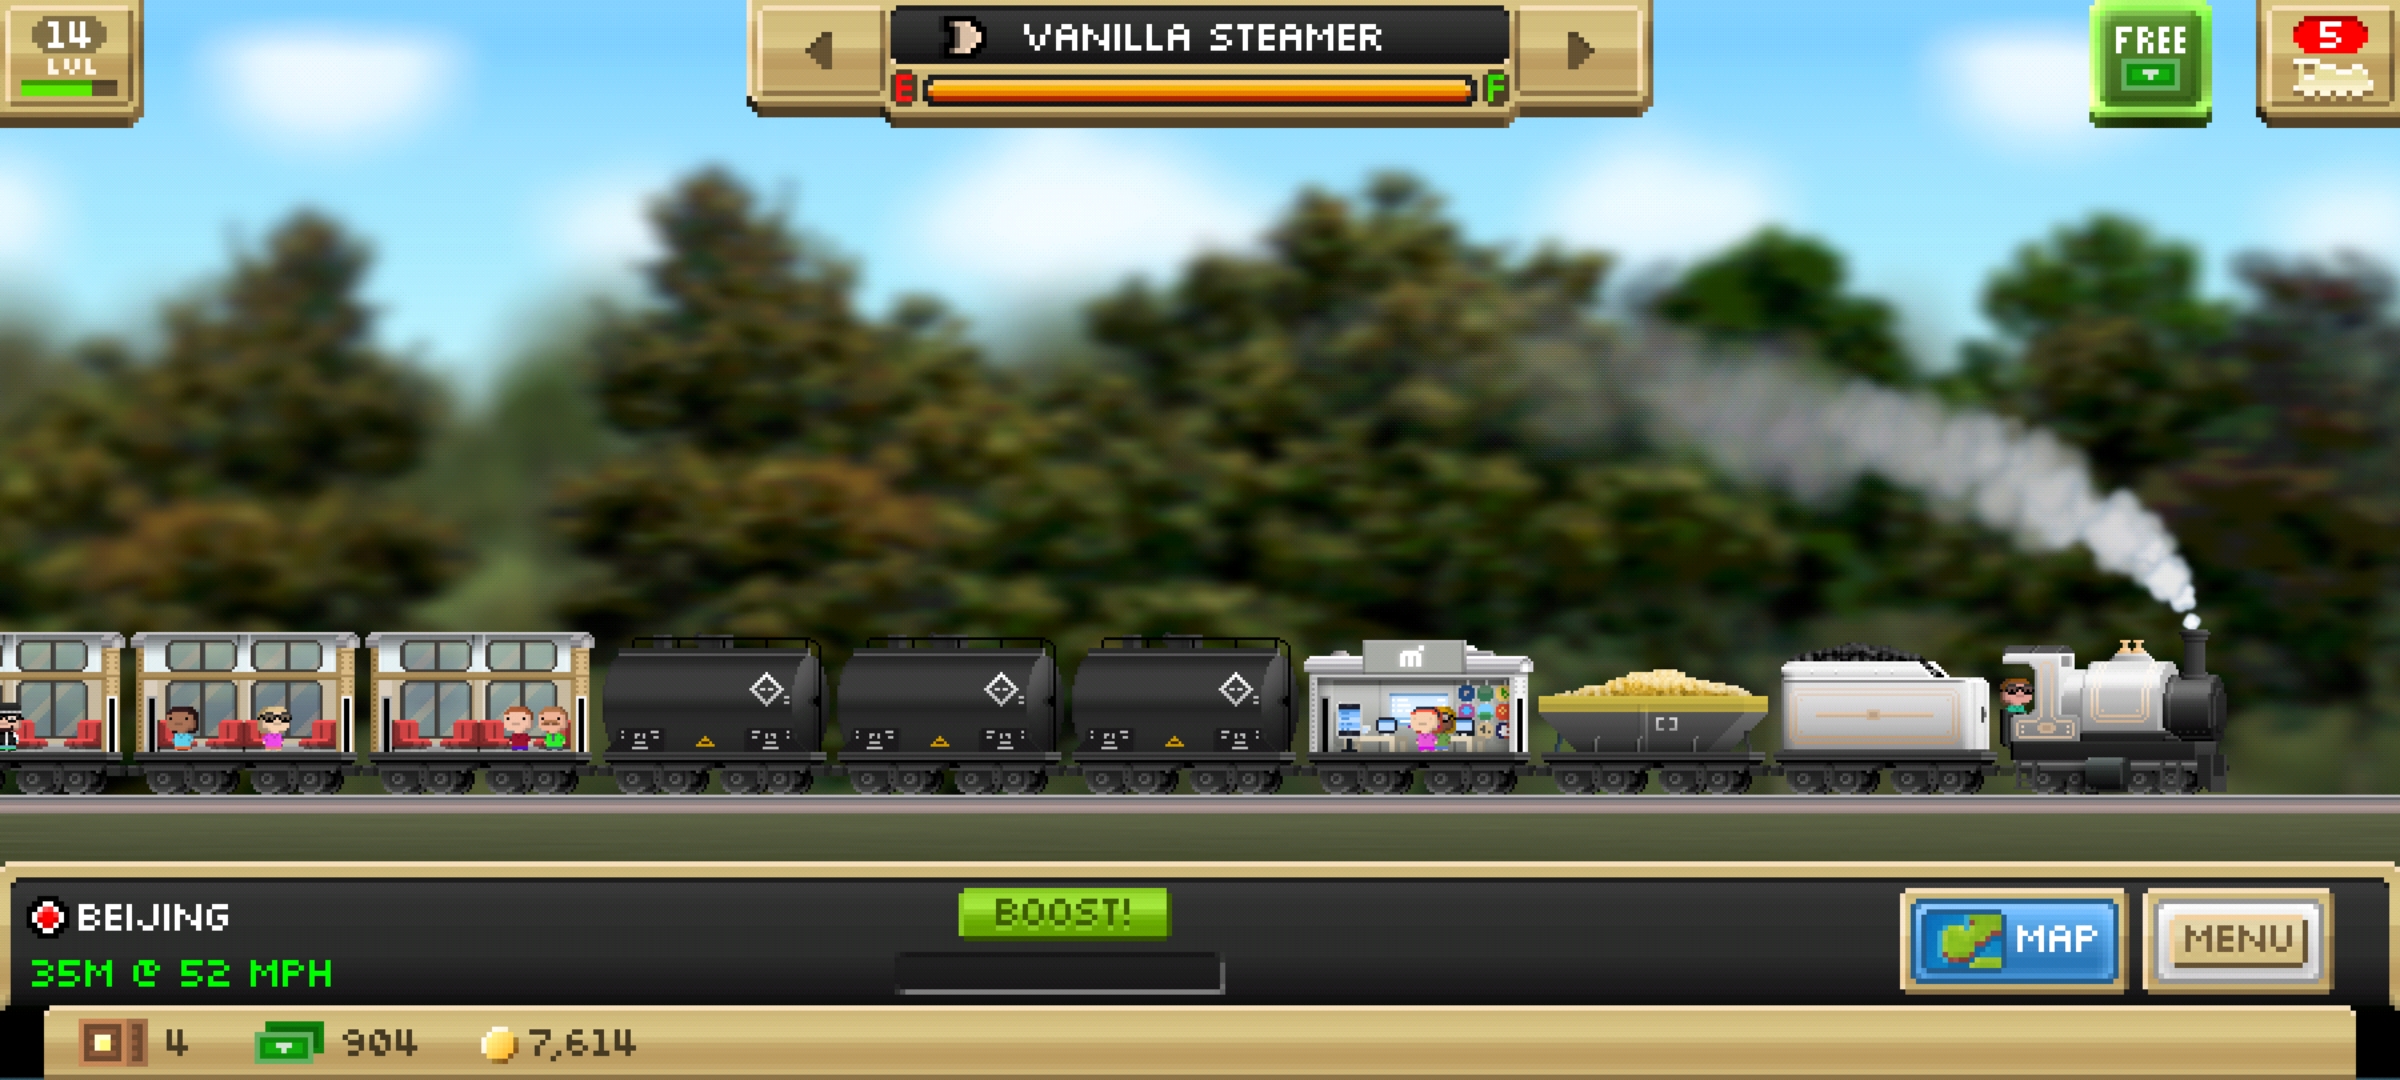 14
LVL
VANILLA STEAMER
E
F
FREE
5
m
BEIJING
35M @ 52 MPH
BOOST!
MAP
MENU
4
904
7,614